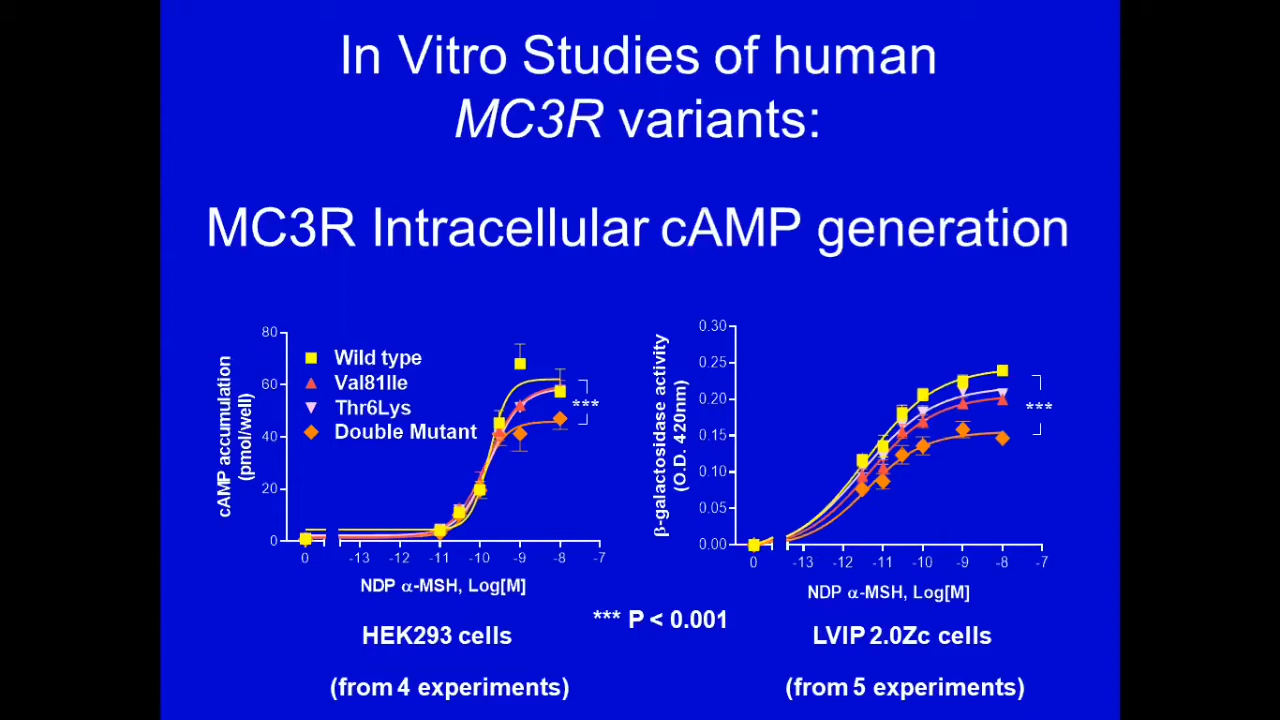 In Vitro Studies of human
MC3R variants:
MC3R Intracellular cAMP generation
cAMP accumulation
(pmol/well)
80
60
40
20
0
Wild type
Val81Ile
Thr6Lys
Double Mutant
***
0 -13 -12 -11 -10 -9 -8 -7
NDP α-MSH, Log[M]
HEK293 cells
(from 4 experiments)
β-galactosidase activity
(O.D. 420nm)
0.30
0.25
0.20
0.15
0.10
0.05
0.00
***
0 -13 -12 -11 -10 -9 -8 -7
NDP α-MSH, Log[M]
*** P < 0.001
LVIP 2.0Zc cells
(from 5 experiments)